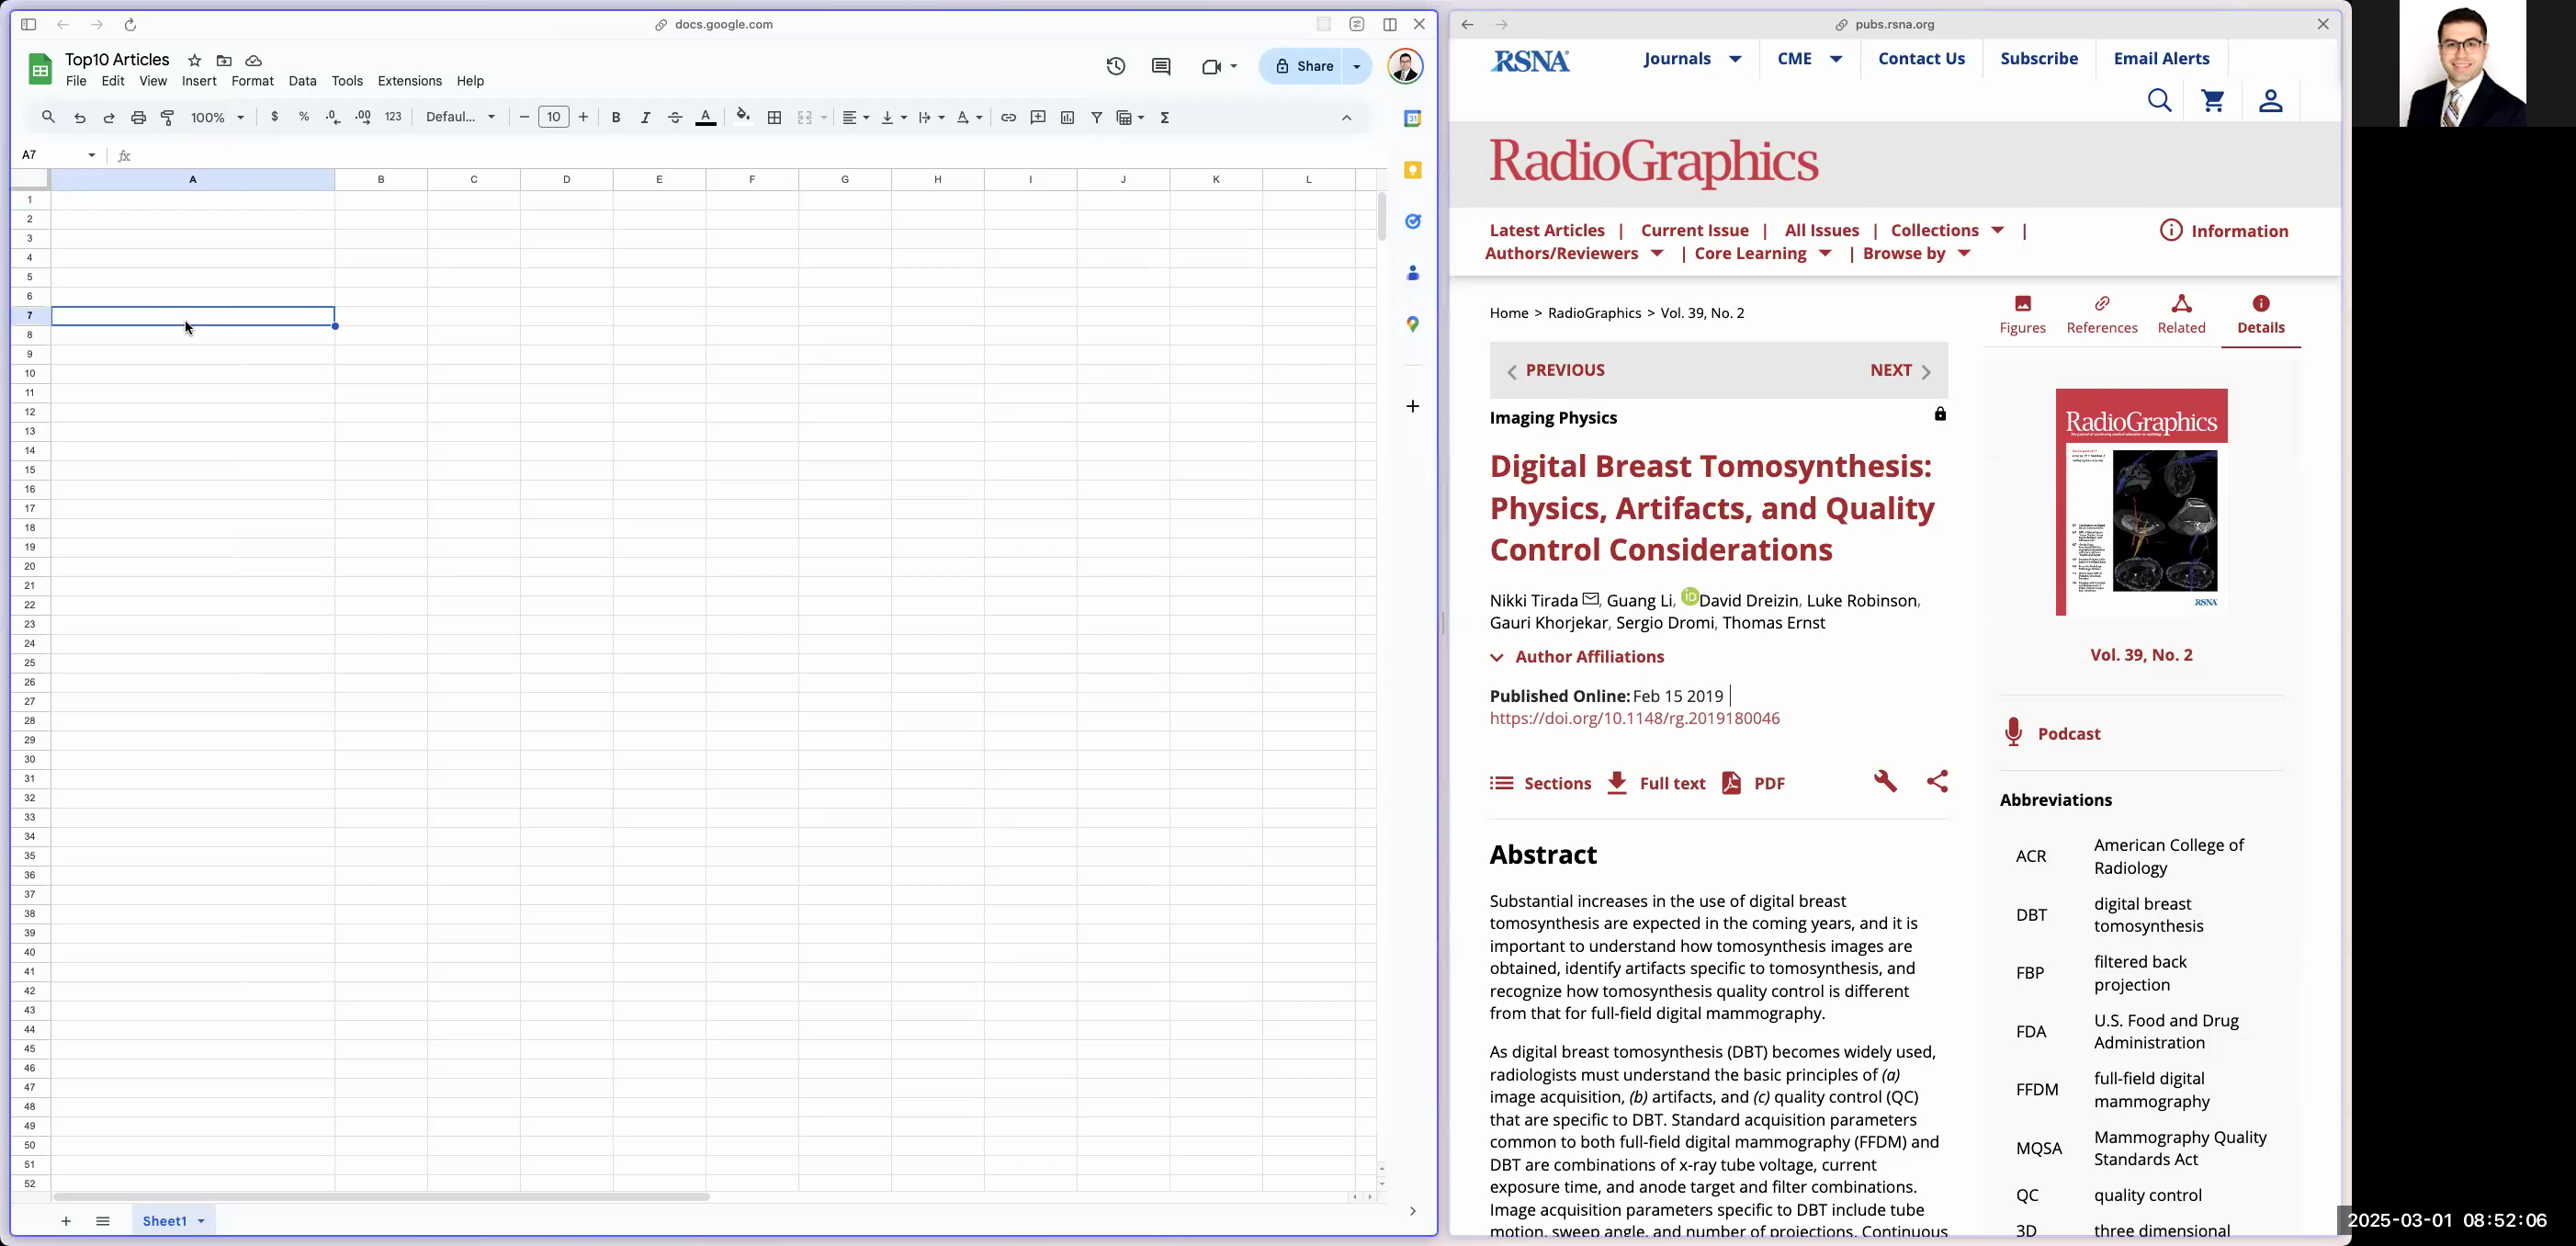 docs.google.com
Top10 Articles
File Edit View Insert Format Data Tools Extensions Help
Share
100% $ % .0 .00 123 Defaul... 10 B I A
A7 fx
A B C D E F G H I J K L
1
2
3
4
5
6
7
8
9
10
11
12
13
14
15
16
17
18
19
20
21
22
23
24
25
26
27
28
29
30
31
32
33
34
35
36
37
38
39
40
41
42
43
44
45
46
47
48
49
50
51
52
Sheet1
pubs.rsna.org
RSNA Journals CME Contact Us Subscribe Email Alerts
RadioGraphics
Latest Articles | Current Issue | All Issues | Collections |
Authors/Reviewers | Core Learning | Browse by
Information
Home > RadioGraphics > Vol. 39, No. 2
PREVIOUS NEXT
Imaging Physics
Digital Breast Tomosynthesis:
Physics, Artifacts, and Quality
Control Considerations
Nikki Tirada, Guang Li, iD David Dreizin, Luke Robinson,
Gauri Khorjekar, Sergio Dromi, Thomas Ernst
Author Affiliations
Published Online: Feb 15 2019 |
https://doi.org/10.1148/rg.2019180046
Sections Full text PDF
Abstract
Substantial increases in the use of digital breast
tomosynthesis are expected in the coming years, and it is
important to understand how tomosynthesis images are
obtained, identify artifacts specific to tomosynthesis, and
recognize how tomosynthesis quality control is different
from that for full-field digital mammography.
As digital breast tomosynthesis (DBT) becomes widely used,
radiologists must understand the basic principles of (a)
image acquisition, (b) artifacts, and (c) quality control (QC)
that are specific to DBT. Standard acquisition parameters
common to both full-field digital mammography (FFDM) and
DBT are combinations of x-ray tube voltage, current
exposure time, and anode target and filter combinations.
Image acquisition parameters specific to DBT include tube
motion, sweep angle, and number of projections. Continuous
Figures References Related Details
RadioGraphics
RSNA
Vol. 39, No. 2
Podcast
Abbreviations
ACR American College of
Radiology
DBT digital breast
tomosynthesis
FBP filtered back
projection
FDA U.S. Food and Drug
Administration
FFDM full-field digital
mammography
MQSA Mammography Quality
Standards Act
QC quality control
3D three dimensional
2025-03-01 08:52:06